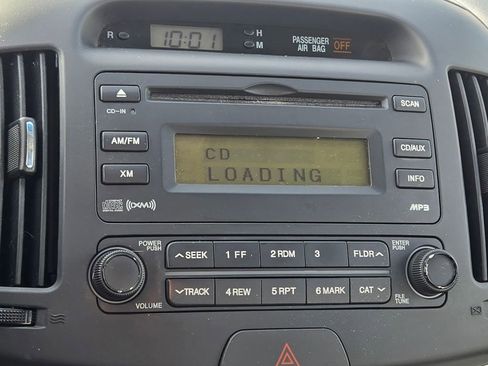 R H
10:01
M
PASSENGER
AIR BAG OFF
SCAN
CD-IN
AM/FM
CD
CD/AUX
XM
LOADING
INFO
XM
MP3
POWER
PUSH
SEEK 1 FF 2 RDM 3 FLDR
ENTER
PUSH
TRACK 4 REW 5 RPT 6 MARK CAT
VOLUME
FILE
TUNE